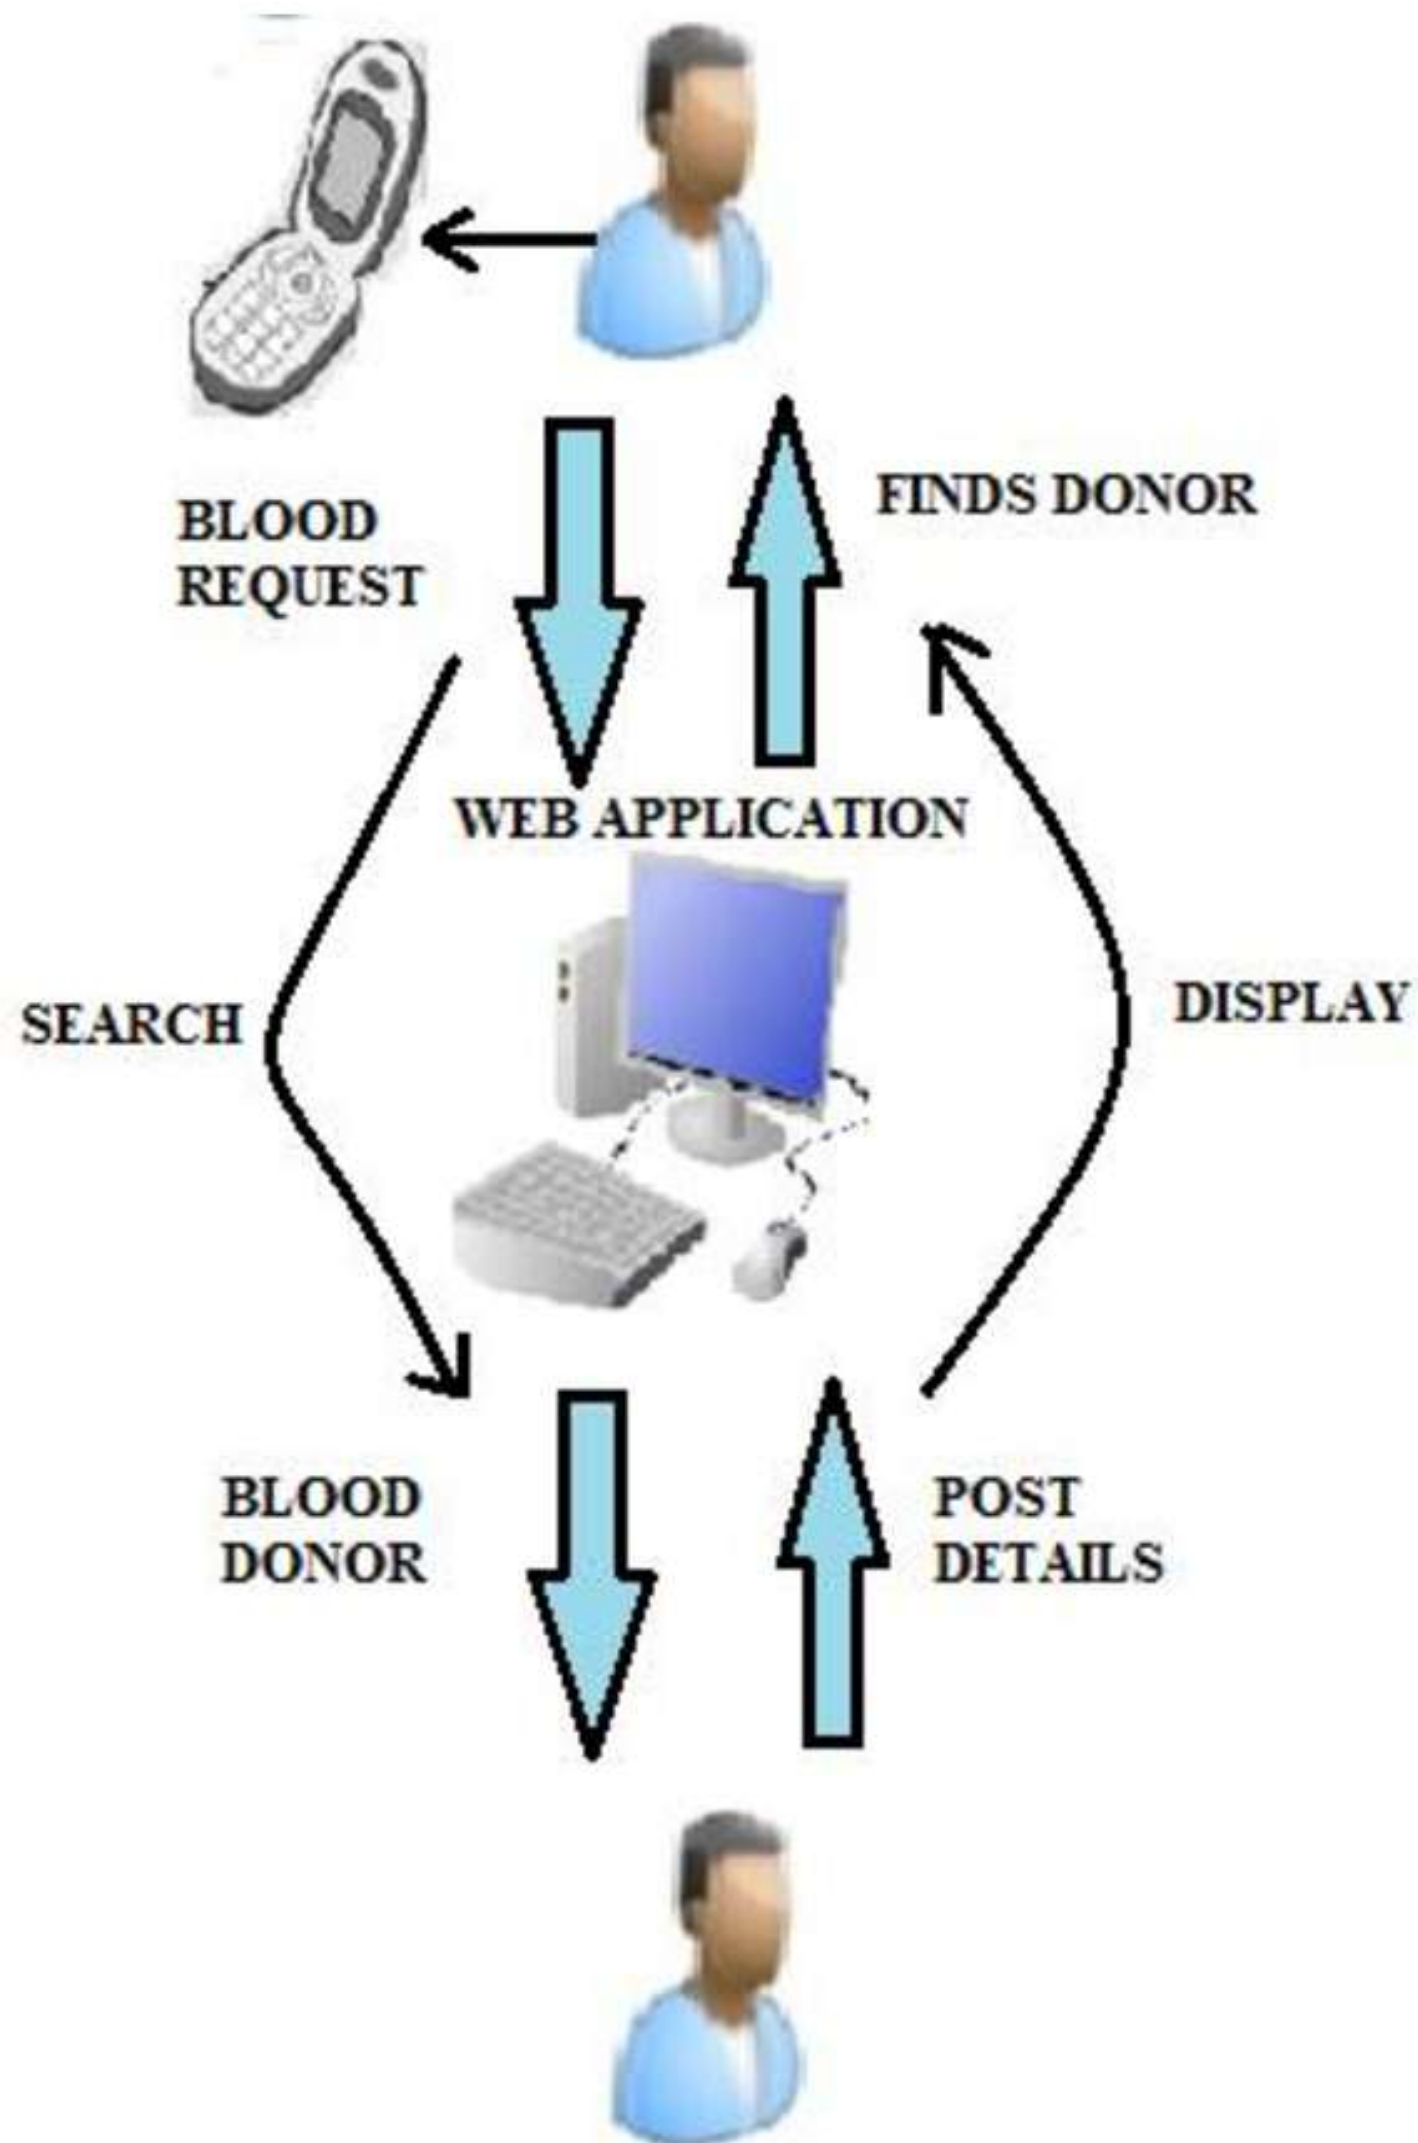 BLOOD
REQUEST
FINDS DONOR
WEB APPLICATION
SEARCH
DISPLAY
BLOOD
DONOR
POST
DETAILS